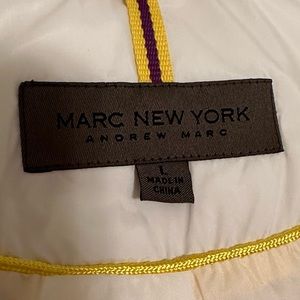 MARC NEW YORK
ANDREW MARC
L
MADE IN
CHINA